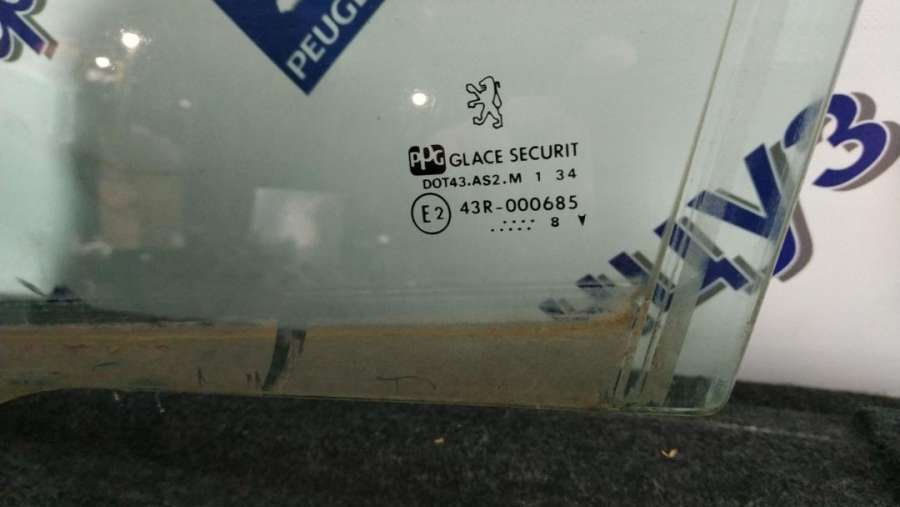 PEUG
PPG GLACE SECURIT
DOT43.AS2.M 1 34
E2 43R-000685
8